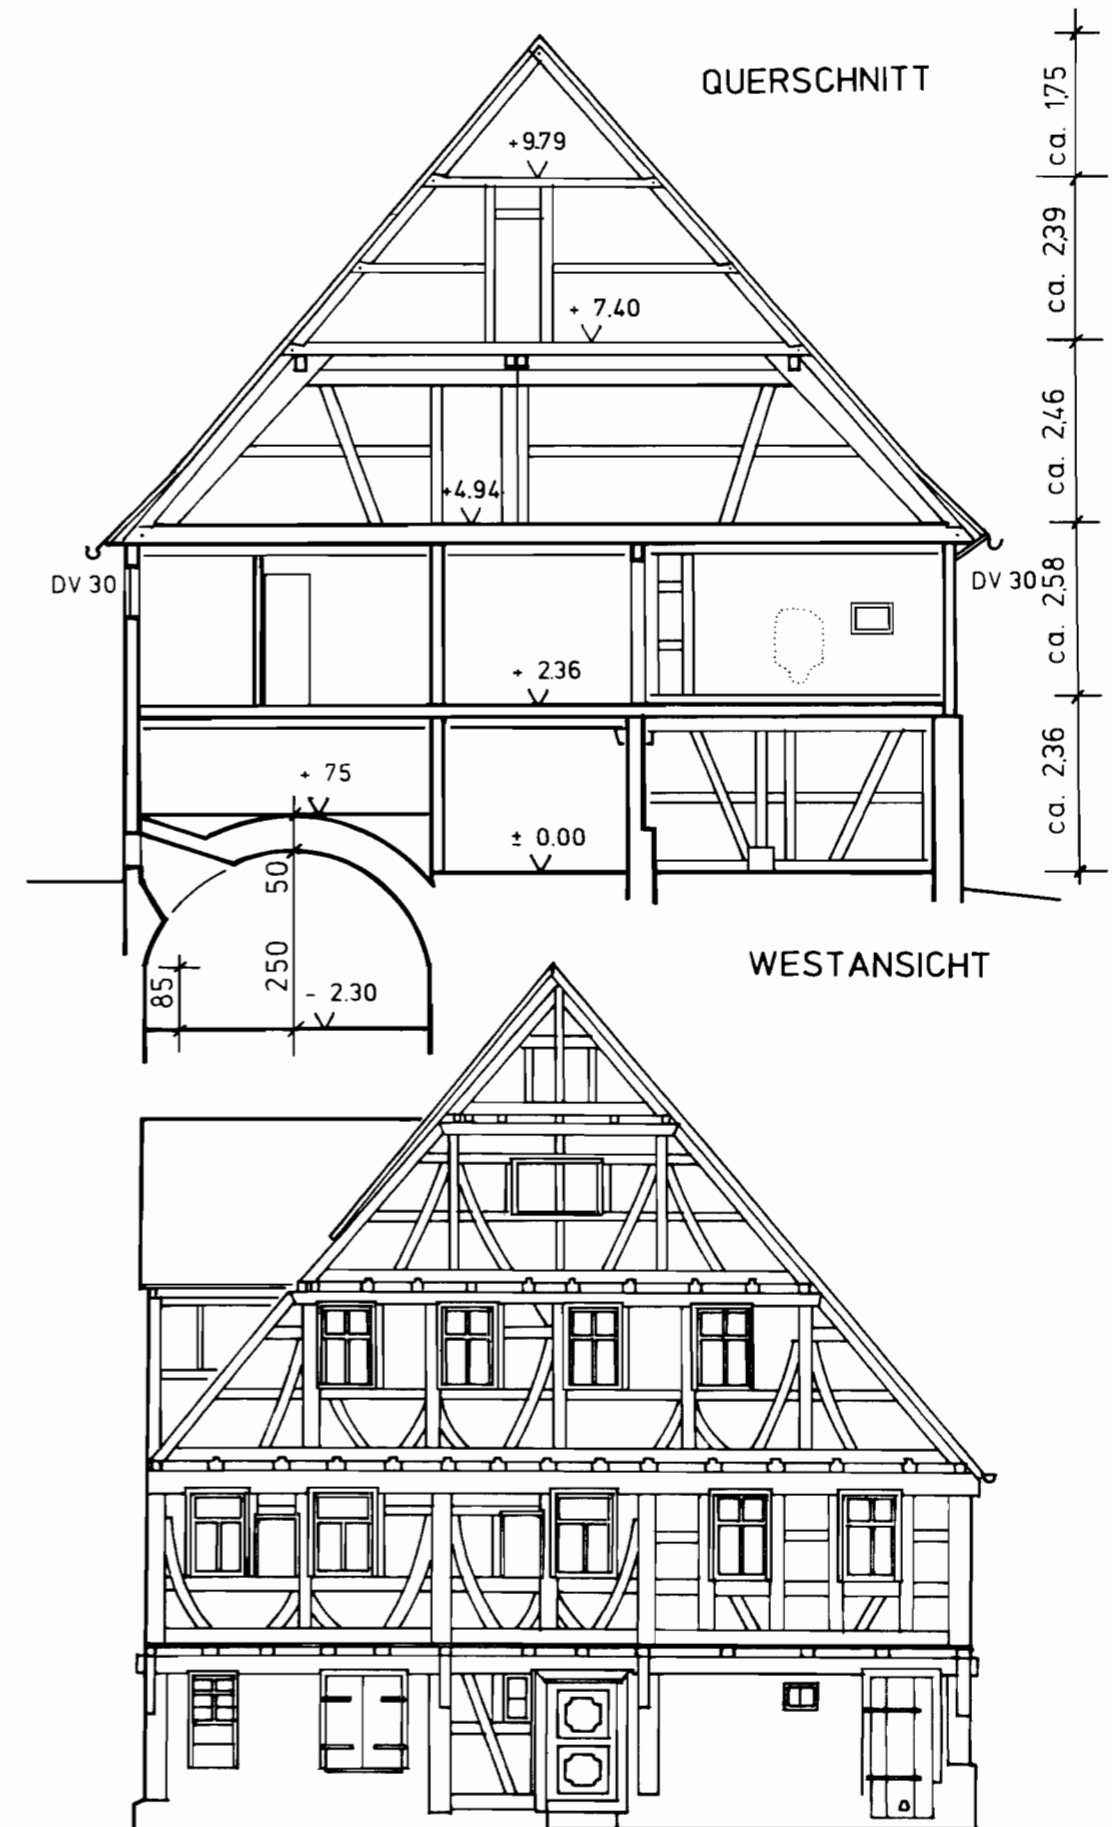 QUERSCHNITT
ca. 1,75
+9.79
ca. 2,39
+ 7.40
ca. 2,46
+4.94
DV 30
DV 30
ca. 2,58
+ 2.36
ca. 2,36
+ 75
± 0.00
50
250
85
- 2.30
WESTANSICHT